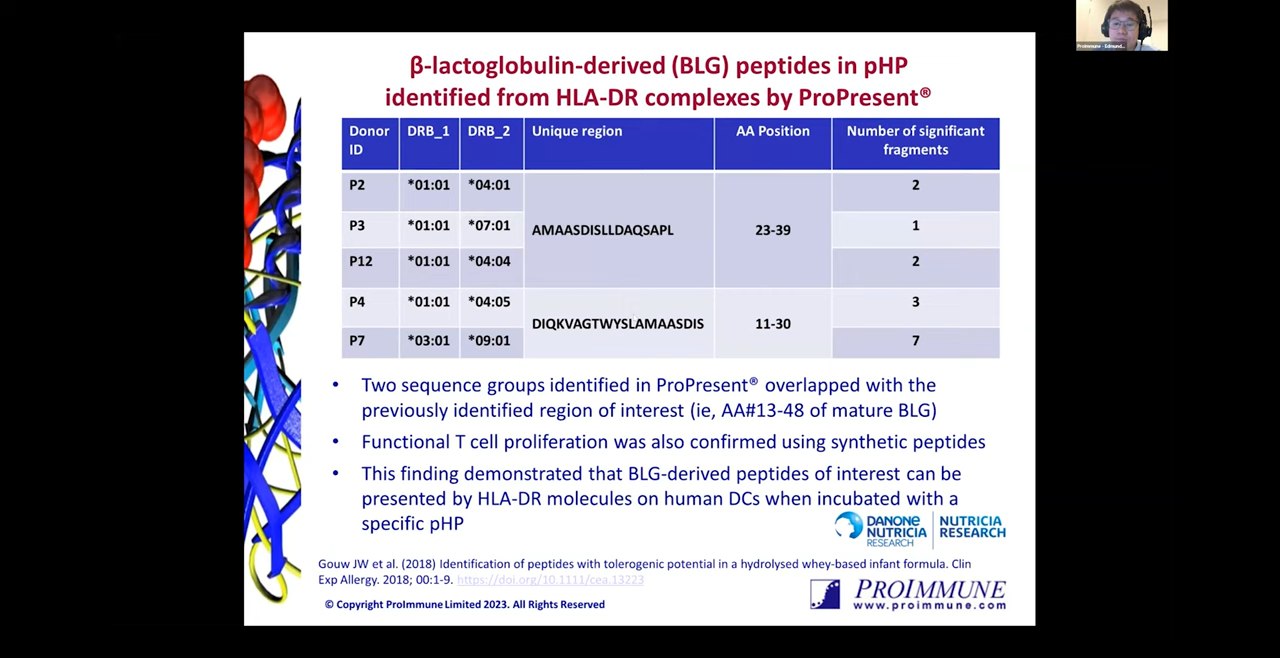 ProImmune - Edmund...
β-lactoglobulin-derived (BLG) peptides in pHP
identified from HLA-DR complexes by ProPresent®
Donor ID DRB_1 DRB_2 Unique region AA Position Number of significant fragments
P2 *01:01 *04:01 2
P3 *01:01 *07:01 AMAASDISLLDAQSAPL 23-39 1
P12 *01:01 *04:04 2
P4 *01:01 *04:05 3
DIQKVAGTWYSLAMAASDIS 11-30
P7 *03:01 *09:01 7
• Two sequence groups identified in ProPresent® overlapped with the
previously identified region of interest (ie, AA#13-48 of mature BLG)
• Functional T cell proliferation was also confirmed using synthetic peptides
• This finding demonstrated that BLG-derived peptides of interest can be
presented by HLA-DR molecules on human DCs when incubated with a
specific pHP
DANONE NUTRICIA RESEARCH
NUTRICIA RESEARCH
Gouw JW et al. (2018) Identification of peptides with tolerogenic potential in a hydrolysed whey-based infant formula. Clin
Exp Allergy. 2018; 00:1-9. https://doi.org/10.1111/cea.13223
© Copyright ProImmune Limited 2023. All Rights Reserved
PROIMMUNE
www.proimmune.com